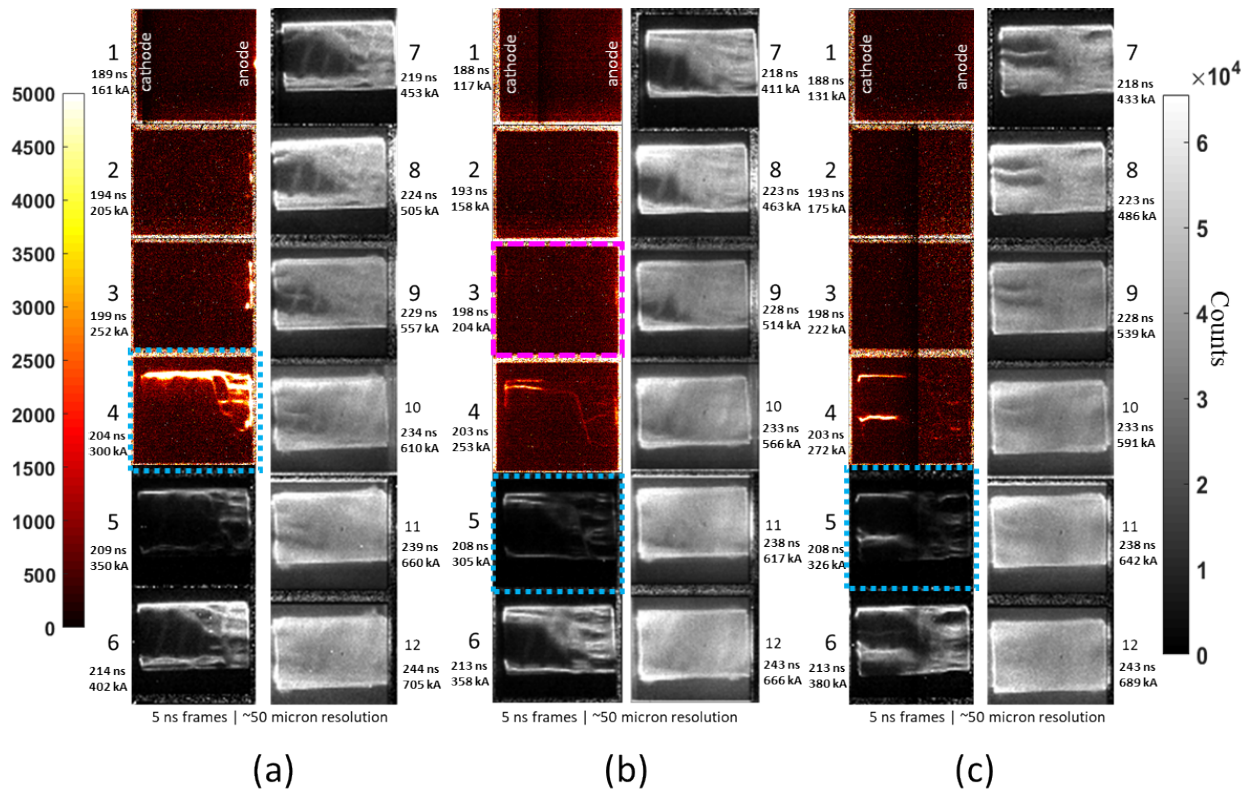 5000
4500
4000
3500
3000
2500
2000
1500
1000
500
0
1
189 ns
161 kA
cathode
anode
2
194 ns
205 kA
3
199 ns
252 kA
4
204 ns
300 kA
5
209 ns
350 kA
6
214 ns
402 kA
7
219 ns
453 kA
8
224 ns
505 kA
9
229 ns
557 kA
10
234 ns
610 kA
11
239 ns
660 kA
12
244 ns
705 kA
5 ns frames | ~50 micron resolution
(a)
1
188 ns
117 kA
cathode
anode
2
193 ns
158 kA
3
198 ns
204 kA
4
203 ns
253 kA
5
208 ns
305 kA
6
213 ns
358 kA
7
218 ns
411 kA
8
223 ns
463 kA
9
228 ns
514 kA
10
233 ns
566 kA
11
238 ns
617 kA
12
243 ns
666 kA
5 ns frames | ~50 micron resolution
(b)
1
188 ns
131 kA
cathode
anode
2
193 ns
175 kA
3
198 ns
222 kA
4
203 ns
272 kA
5
208 ns
326 kA
6
213 ns
380 kA
7
218 ns
433 kA
8
223 ns
486 kA
9
228 ns
539 kA
10
233 ns
591 kA
11
238 ns
642 kA
12
243 ns
689 kA
5 ns frames | ~50 micron resolution
(c)
×10⁴
6
5
4
3
2
1
0
Counts